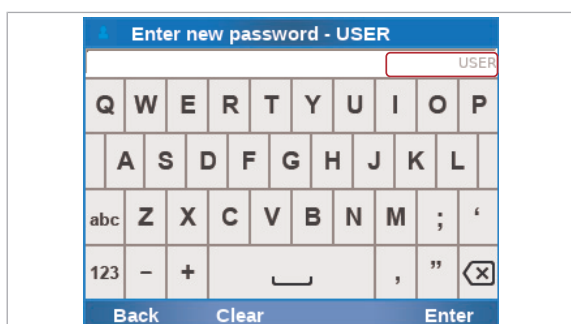 Enter new password - USER
USER
Q W E R T Y U I O P
A S D F G H J K L
abc Z X C V B N M ; ‘
123 - + , ”
Back Clear Enter